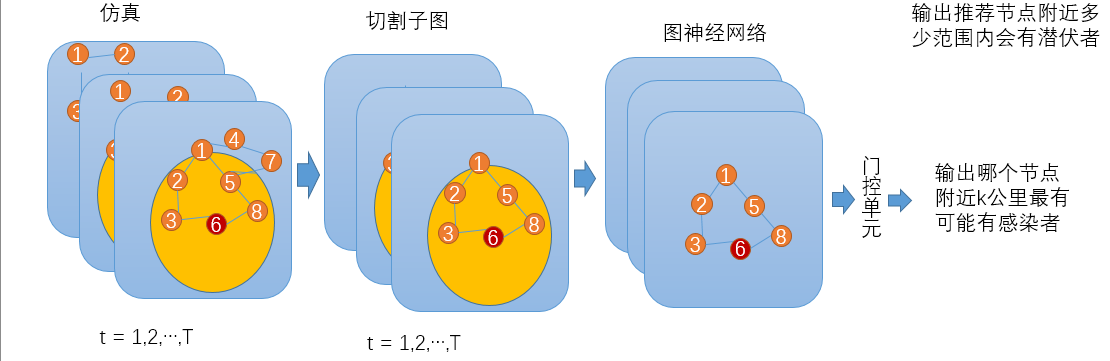 仿真
切割子图
图神经网络
输出推荐节点附近多
少范围内会有潜伏者
1 2
3
1
2
3
1 4
7
2 5
3 6 8
3
1
2 5
3 6 8
1
2 5
3 6 8
门控单元
输出哪个节点
附近k公里最有
可能有感染者
t = 1,2,···,T
t = 1,2,···,T